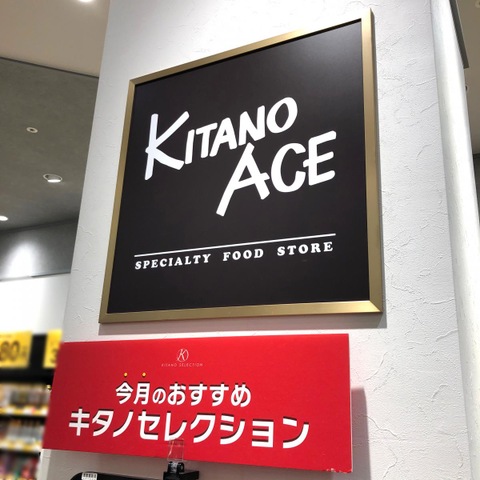 KITANO
ACE
SPECIALTY FOOD STORE
KITANO SELECTION
今月のおすすめ
キタノセレクション
80